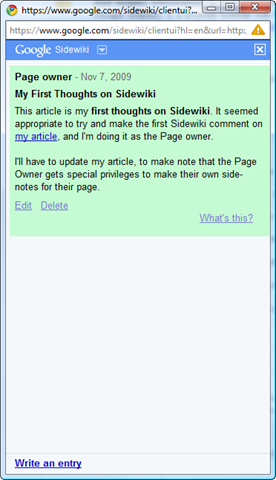 https://www.google.com/sidewiki/clientui?...
https://www.google.com/sidewiki/clientui?hl=en&url=http:
Google Sidewiki
Page owner - Nov 7, 2009
My First Thoughts on Sidewiki
This article is my first thoughts on Sidewiki. It seemed
appropriate to try and make the first Sidewiki comment on
my article, and I'm doing it as the Page owner.
I'll have to update my article, to make note that the Page
Owner gets special privileges to make their own side-
notes for their page.
Edit Delete
What's this?
Write an entry